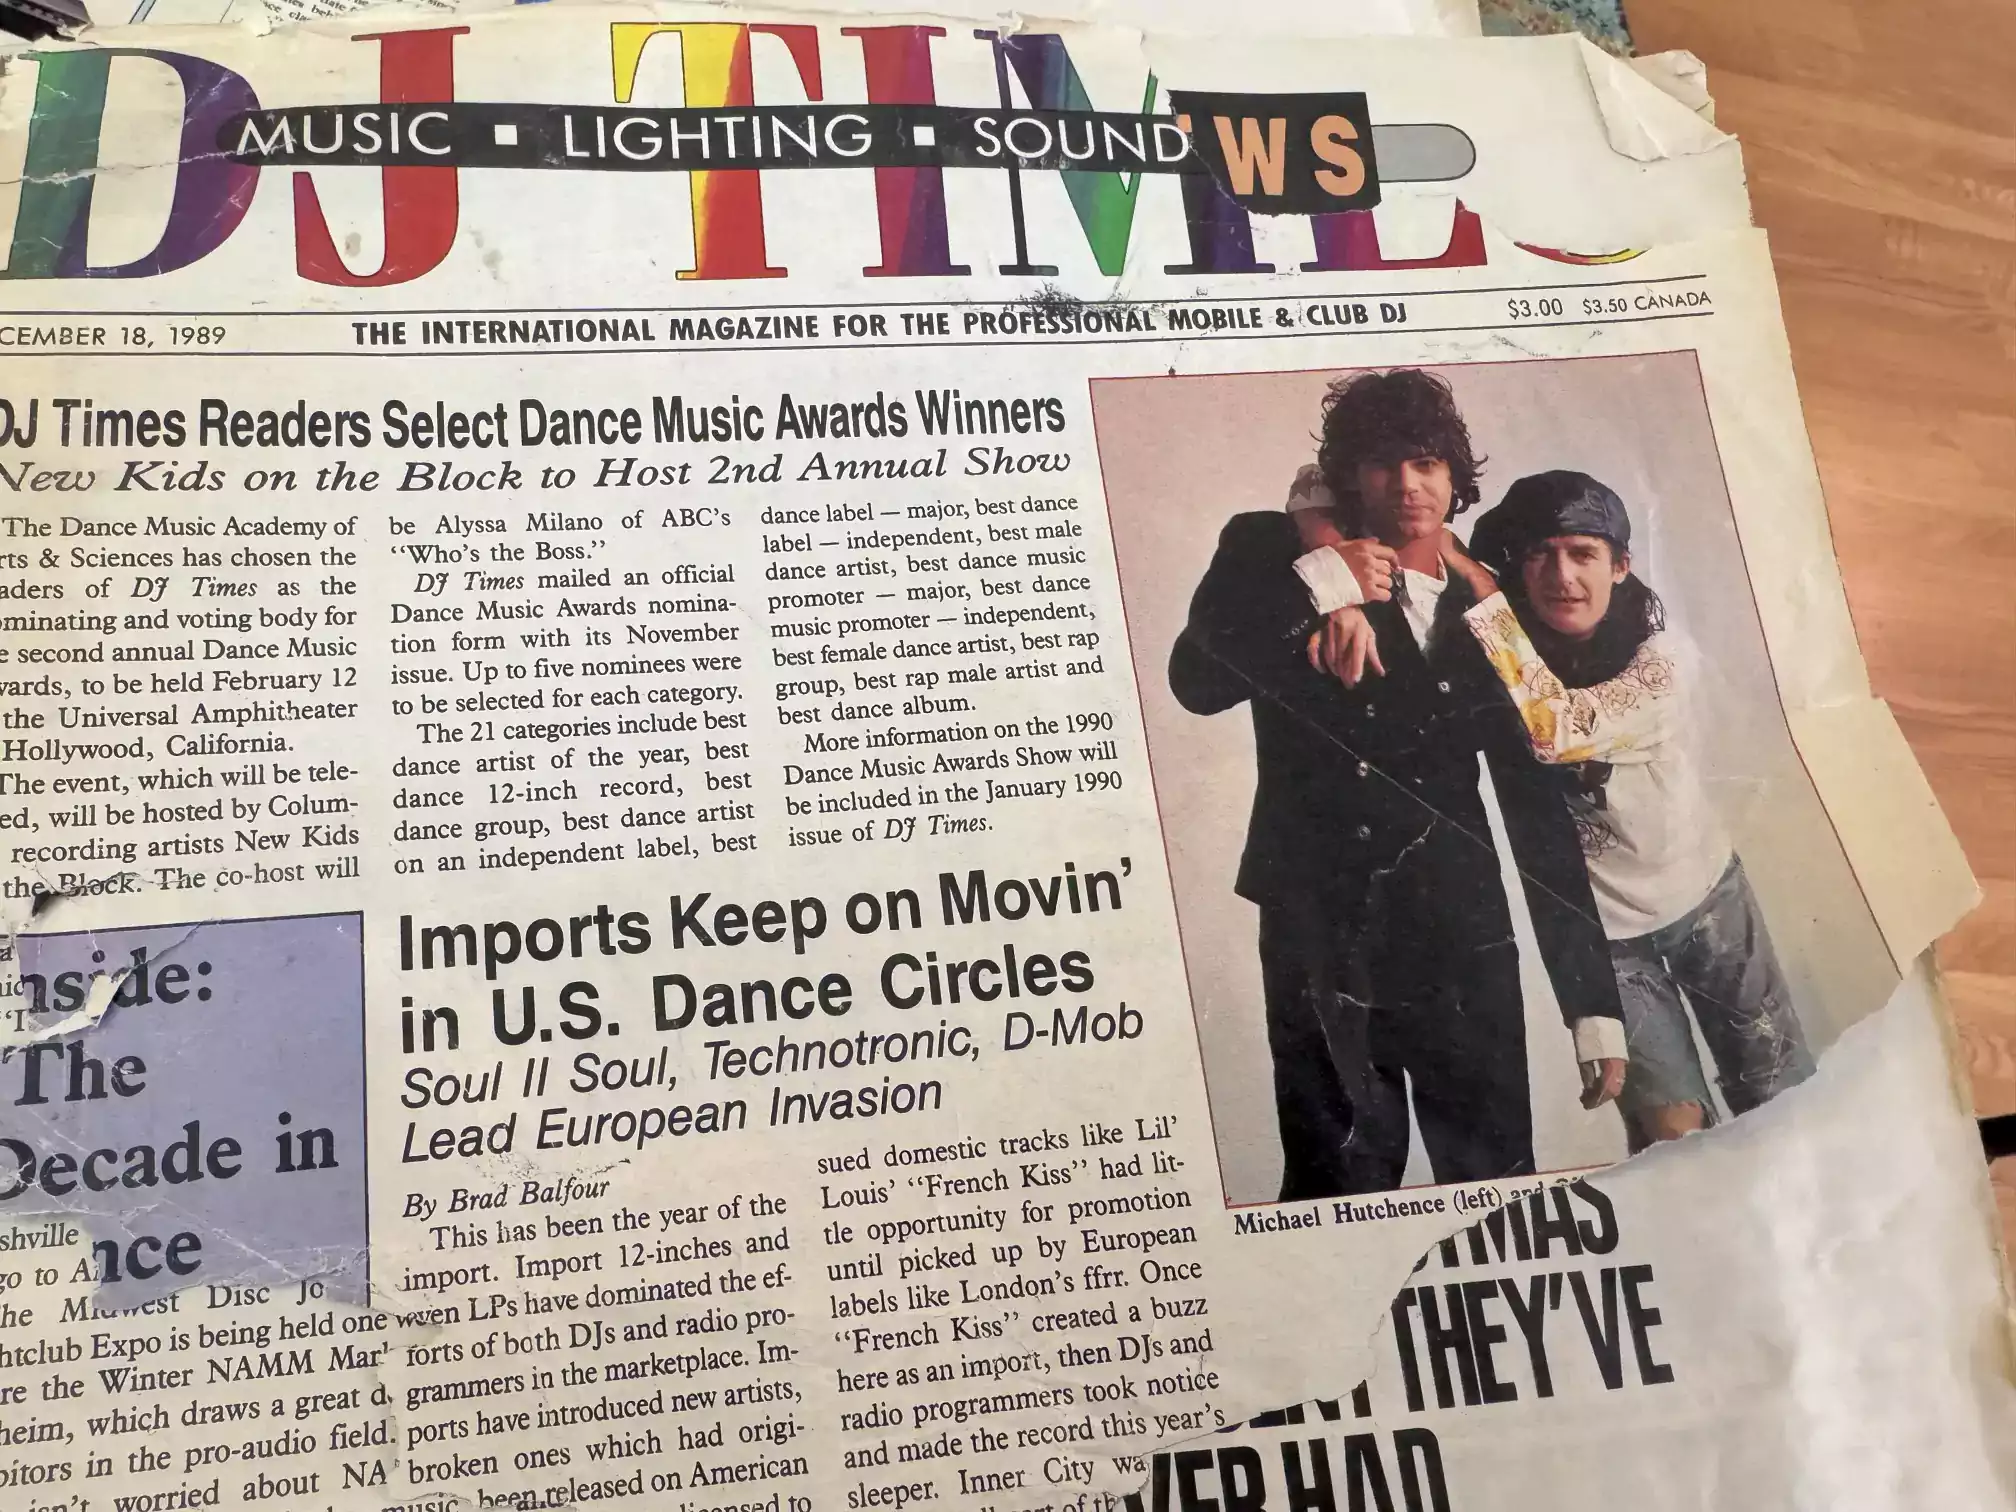 DJ TIMES
MUSIC ▪ LIGHTING ▪ SOUND
WS
CEMBER 18, 1989
THE INTERNATIONAL MAGAZINE FOR THE PROFESSIONAL MOBILE & CLUB DJ
$3.00 $3.50 CANADA
DJ Times Readers Select Dance Music Awards Winners
New Kids on the Block to Host 2nd Annual Show
The Dance Music Academy of
rts & Sciences has chosen the
aders of DJ Times as the
ominating and voting body for
e second annual Dance Music
wards, to be held February 12
the Universal Amphitheater
Hollywood, California.
The event, which will be tele-
ed, will be hosted by Colum-
recording artists New Kids
the Block. The co-host will
be Alyssa Milano of ABC's
"Who's the Boss."
DJ Times mailed an official
Dance Music Awards nomina-
tion form with its November
issue. Up to five nominees were
to be selected for each category.
The 21 categories include best
dance artist of the year, best
dance 12-inch record, best
dance group, best dance artist
on an independent label, best
dance label — major, best dance
label — independent, best male
dance artist, best dance music
promoter — major, best dance
music promoter — independent,
best female dance artist, best rap
group, best rap male artist and
best dance album.
More information on the 1990
Dance Music Awards Show will
be included in the January 1990
issue of DJ Times.
nside:
"The
Decade in
nce
shville
go to A
he Midwest Disc Jo
htclub Expo is being held one
re the Winter NAMM Mar
heim, which draws a great d
bitors in the pro-audio field.
isn't worried about NA
music
Imports Keep on Movin'
in U.S. Dance Circles
Soul II Soul, Technotronic, D-Mob
Lead European Invasion
By Brad Balfour
This has been the year of the
import. Import 12-inches and
even LPs have dominated the ef-
forts of both DJs and radio pro-
grammers in the marketplace. Im-
ports have introduced new artists,
broken ones which had origi-
been released on American
sued domestic tracks like Lil'
Louis' "French Kiss" had lit-
tle opportunity for promotion
until picked up by European
labels like London's ffrr. Once
"French Kiss" created a buzz
here as an import, then DJs and
radio programmers took notice
and made the record this year's
sleeper. Inner City wa
Michael Hutchence (left) and
MAS
THEY'VE
VER HAD